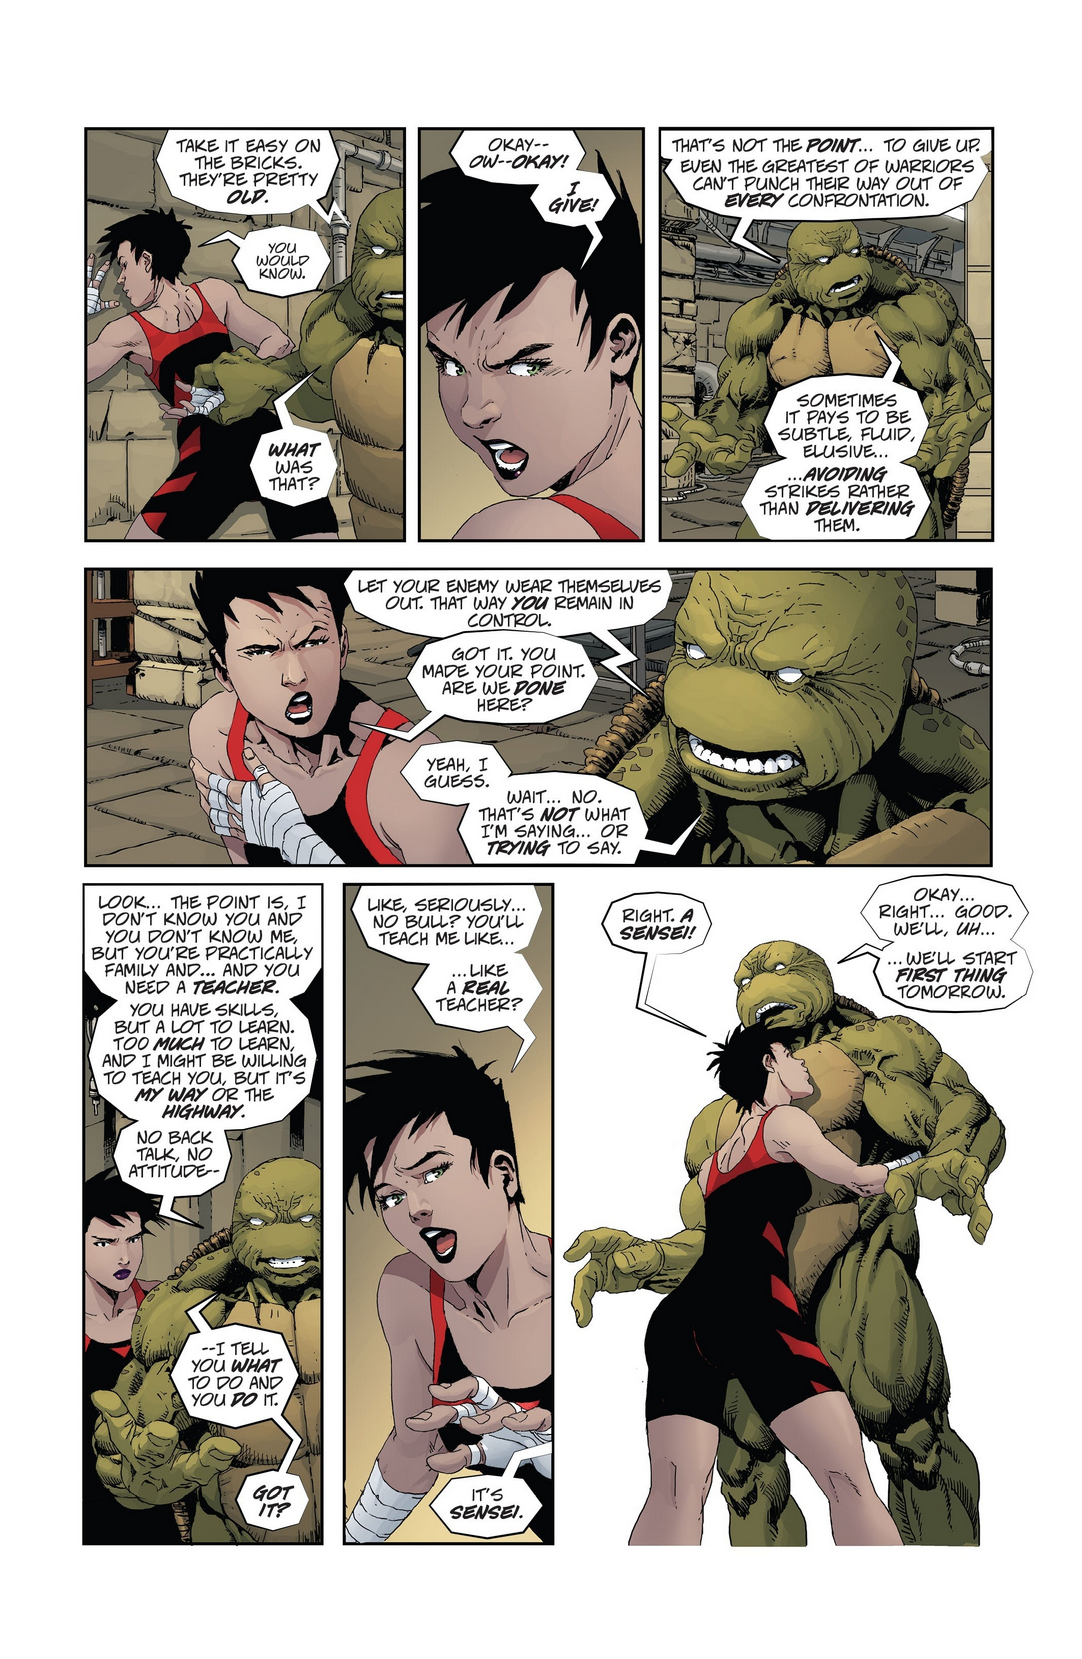 TAKE IT EASY ON
THE BRICKS.
THEY'RE PRETTY
OLD.
YOU
WOULD
KNOW.
WHAT
WAS
THAT?
OKAY--
OW--OKAY!
I
GIVE!
THAT'S NOT THE POINT... TO GIVE UP.
EVEN THE GREATEST OF WARRIORS
CAN'T PUNCH THEIR WAY OUT OF
EVERY CONFRONTATION.
SOMETIMES
IT PAYS TO BE
SUBTLE, FLUID,
ELUSIVE...
...AVOIDING
STRIKES RATHER
THAN DELIVERING
THEM.
LET YOUR ENEMY WEAR THEMSELVES
OUT. THAT WAY YOU REMAIN IN
CONTROL.
GOT IT. YOU
MADE YOUR POINT.
ARE WE DONE
HERE?
YEAH, I
GUESS.
WAIT... NO.
THAT'S NOT WHAT
I'M SAYING... OR
TRYING TO SAY.
LOOK... THE POINT IS, I
DON'T KNOW YOU AND
YOU DON'T KNOW ME,
BUT YOU'RE PRACTICALLY
FAMILY AND... AND YOU
NEED A TEACHER.
YOU HAVE SKILLS,
BUT A LOT TO LEARN.
TOO MUCH TO LEARN,
AND I MIGHT BE WILLING
TO TEACH YOU, BUT IT'S
MY WAY OR THE
HIGHWAY.
NO BACK
TALK, NO
ATTITUDE--
--I TELL
YOU WHAT
TO DO AND
YOU DO IT.
GOT
IT?
LIKE, SERIOUSLY...
NO BULL? YOU'LL
TEACH ME LIKE...
...LIKE
A REAL
TEACHER?
IT'S
SENSEI.
RIGHT. A
SENSEI!
OKAY...
RIGHT... GOOD.
WE'LL, UH...
...WE'LL START
FIRST THING
TOMORROW.